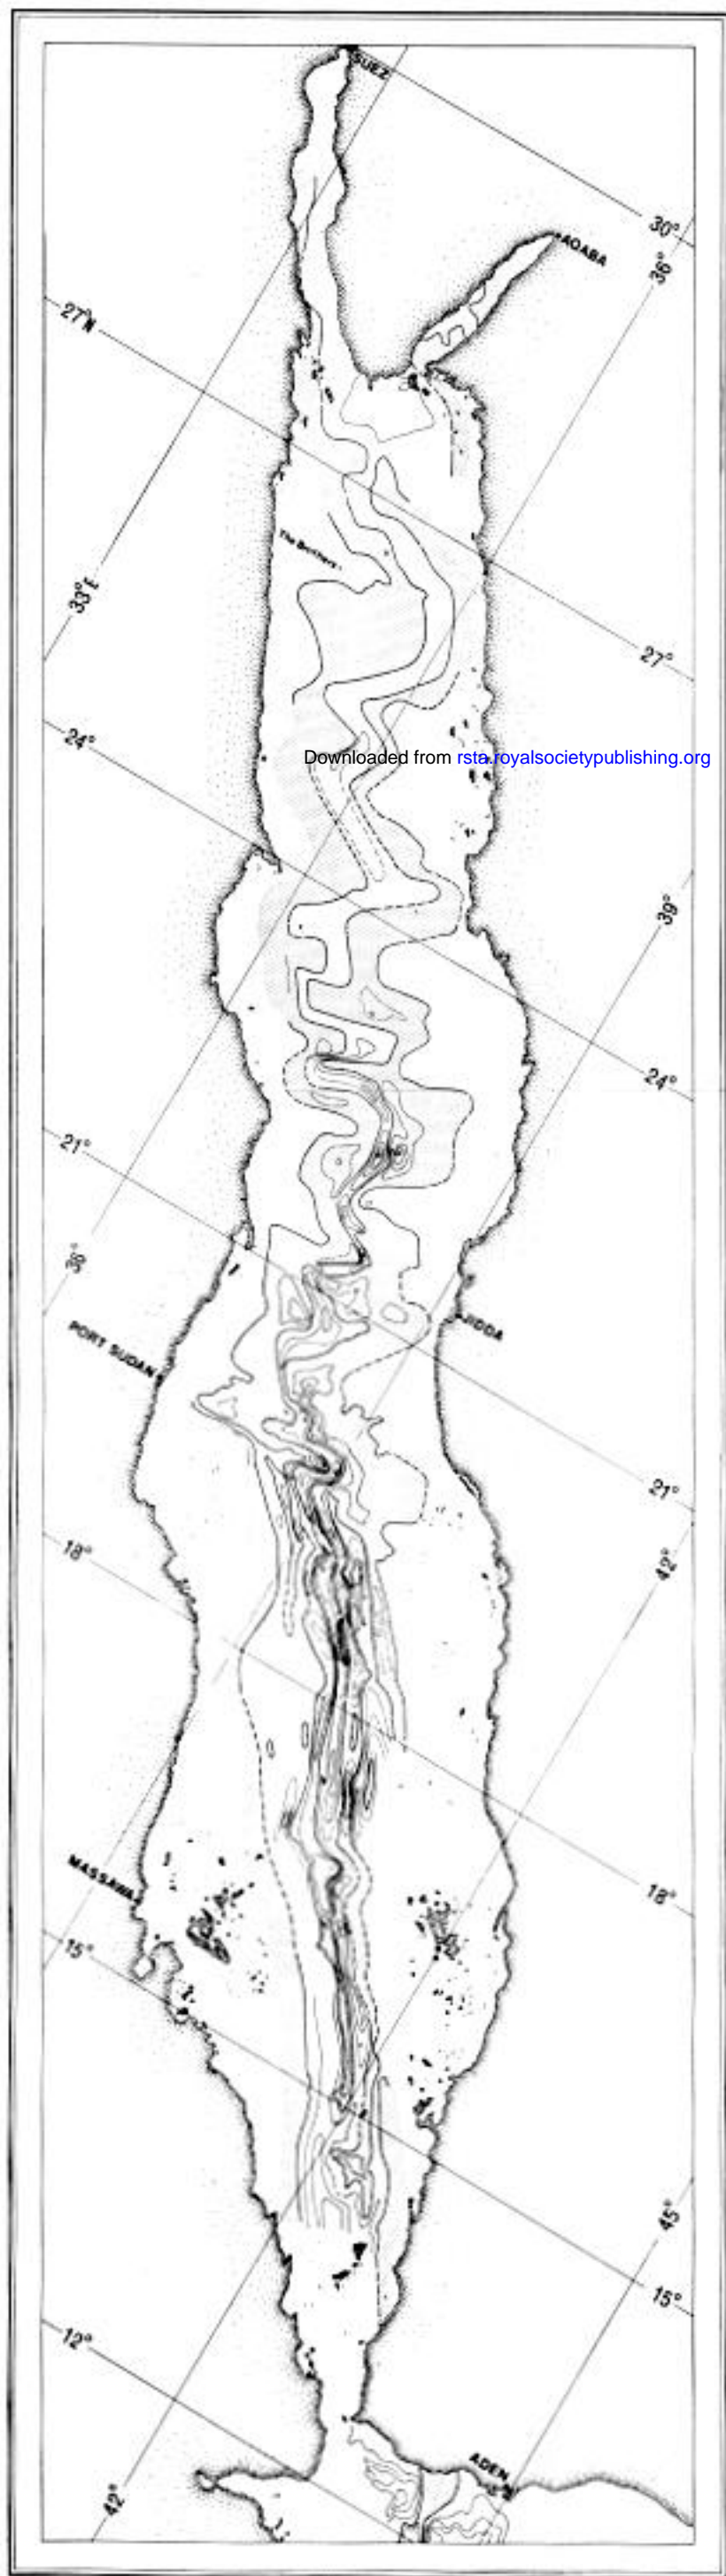 SUEZ
30°
AQABA
36°
27°N
The Brothers
33°E
27°
24°
Downloaded from rsta.royalsocietypublishing.org
39°
24°
21°
36°
JIDDA
PORT SUDAN
21°
42°
18°
MASSAWA
18°
15°
45°
15°
12°
ADEN
42°